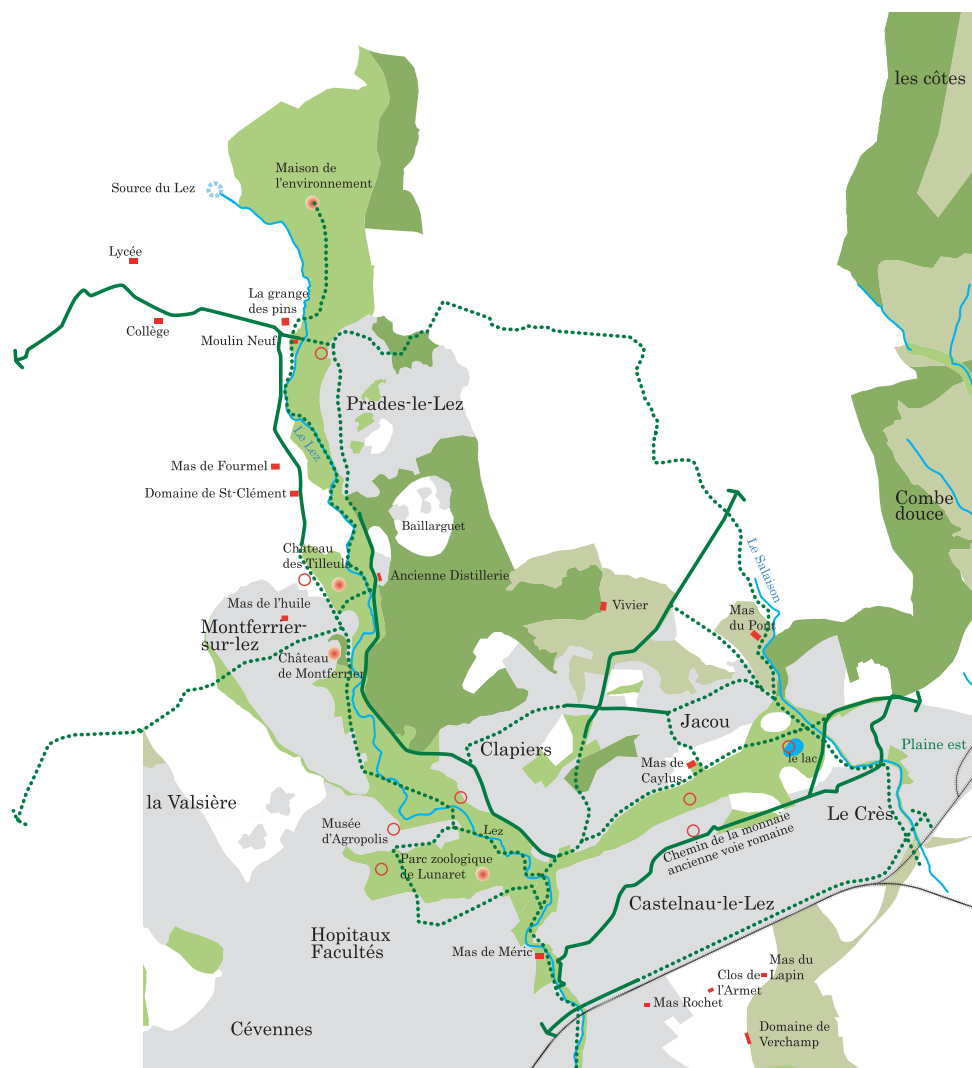 les côtes
Maison de
l'environnement
Source du Lez
Lycée
La grange
des pins
Collège
Moulin Neuf
Prades-le-Lez
Le Lez
Mas de Fourmel
Domaine de St-Clément
Combe
douce
Baillarguet
Château
des Tilleuls
Ancienne Distillerie
Le Salaison
Mas de l'huile
Vivier
Mas
du Pont
Montferrier-
sur-lez
Château
de Montferrier
Jacou
Clapiers
Plaine est
Mas de
Caylus
le lac
la Valsière
Le Crès
Musée
d'Agropolis
Lez
Chemin de la monnaie
ancienne voie romaine
Parc zoologique
de Lunaret
Castelnau-le-Lez
Hopitaux
Facultés
Mas de Méric
Mas du
Lapin
Clos de
l'Armet
Mas Rochet
Cévennes
Domaine de
Verchamp